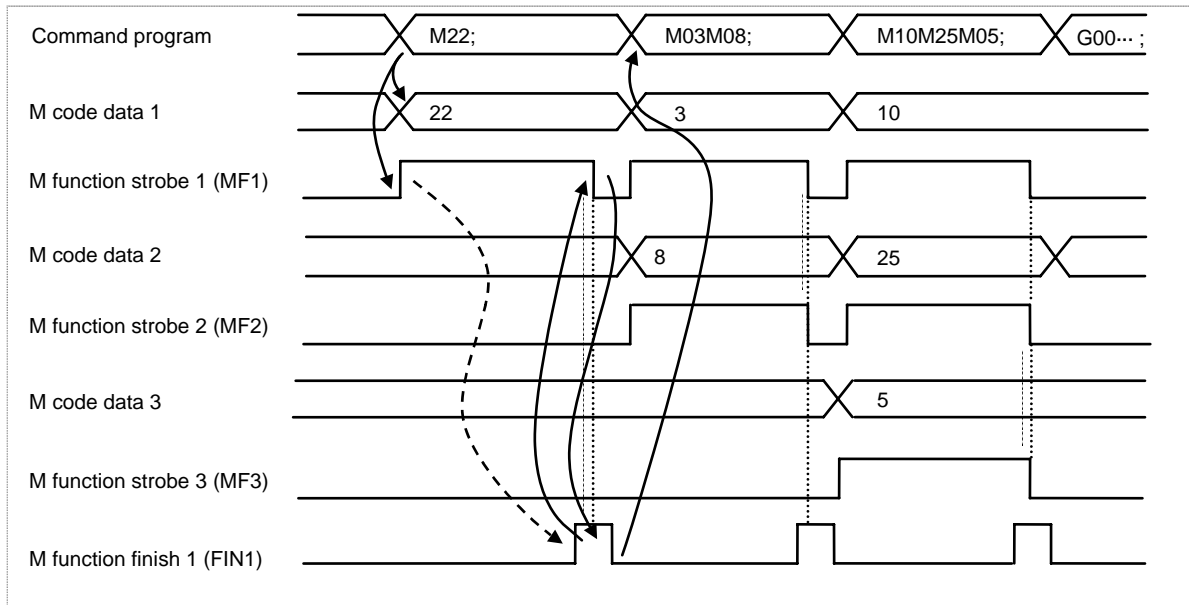 Command program M22; M03M08; M10M25M05; G00··· ;
M code data 1 22 3 10
M function strobe 1 (MF1)
M code data 2 8 25
M function strobe 2 (MF2)
M code data 3 5
M function strobe 3 (MF3)
M function finish 1 (FIN1)